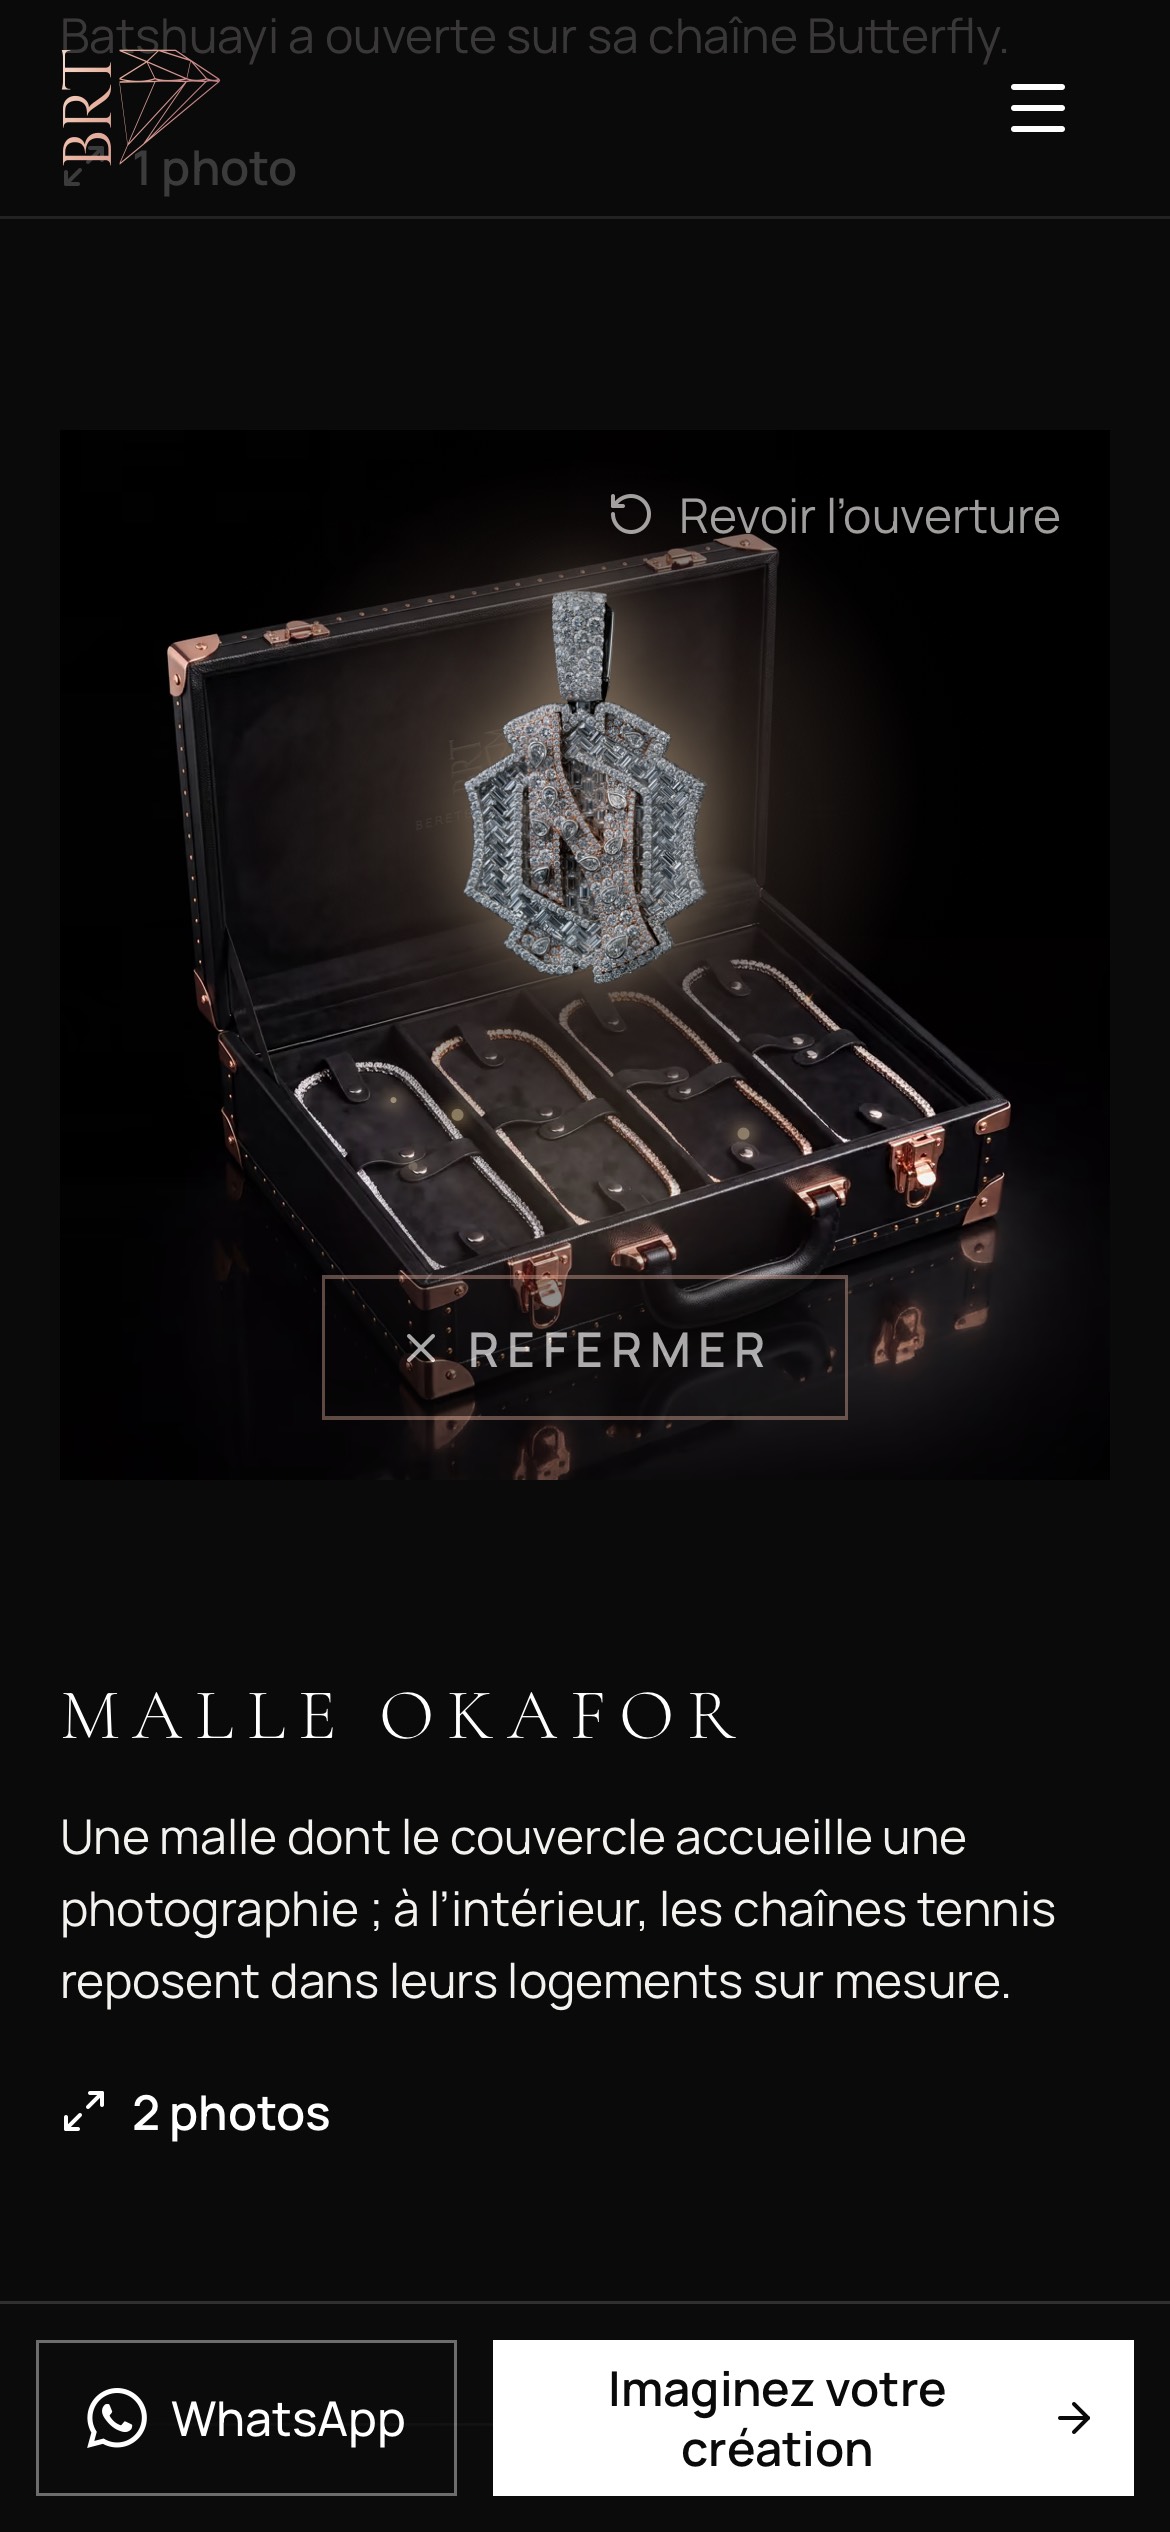 Batshuayi a ouverte sur sa chaîne Butterfly.
BRT
1 photo
Revoir l’ouverture
REFERMER
MALLE OKAFOR
Une malle dont le couvercle accueille une
photographie ; à l’intérieur, les chaînes tennis
reposent dans leurs logements sur mesure.
2 photos
WhatsApp
Imaginez votre
création